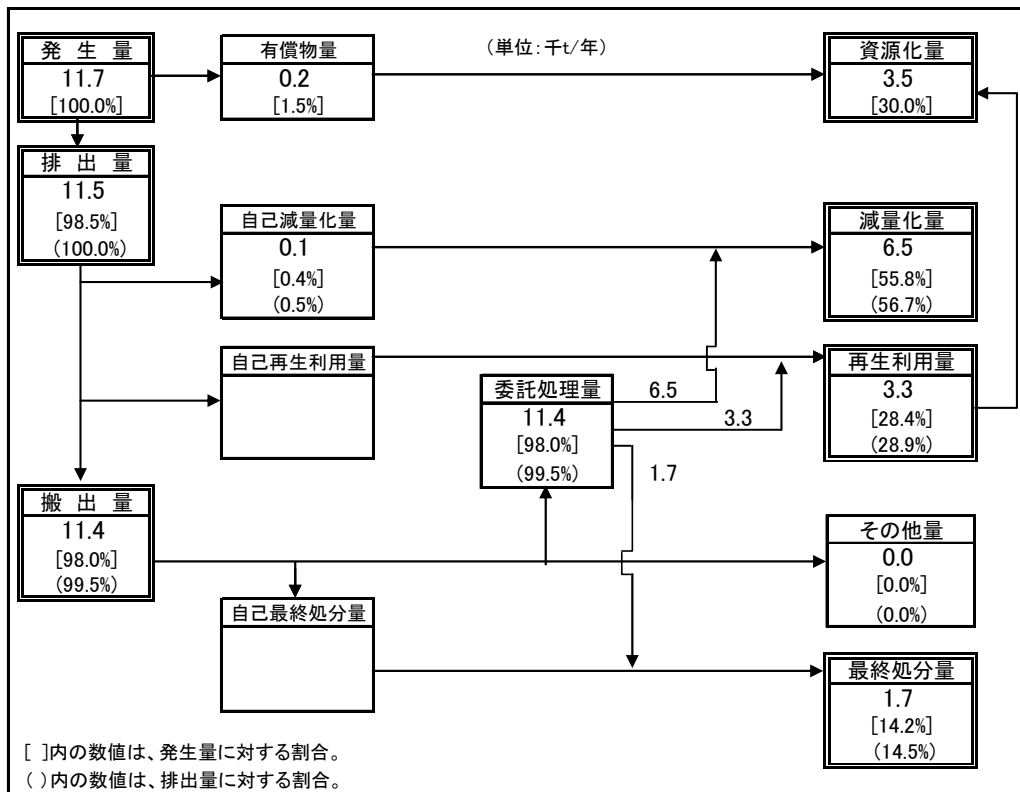 発 生 量
11.7
[100.0%]
有償物量
0.2
[1.5%]
（単位：千t/年）
資源化量
3.5
[30.0%]
排 出 量
11.5
[98.5%]
(100.0%)
自己減量化量
0.1
[0.4%]
(0.5%)
減量化量
6.5
[55.8%]
(56.7%)
自己再生利用量
委託処理量
11.4
[98.0%]
(99.5%)
6.5
3.3
1.7
再生利用量
3.3
[28.4%]
(28.9%)
搬 出 量
11.4
[98.0%]
(99.5%)
その他量
0.0
[0.0%]
(0.0%)
自己最終処分量
最終処分量
1.7
[14.2%]
(14.5%)
[ ]内の数値は、発生量に対する割合。
( )内の数値は、排出量に対する割合。